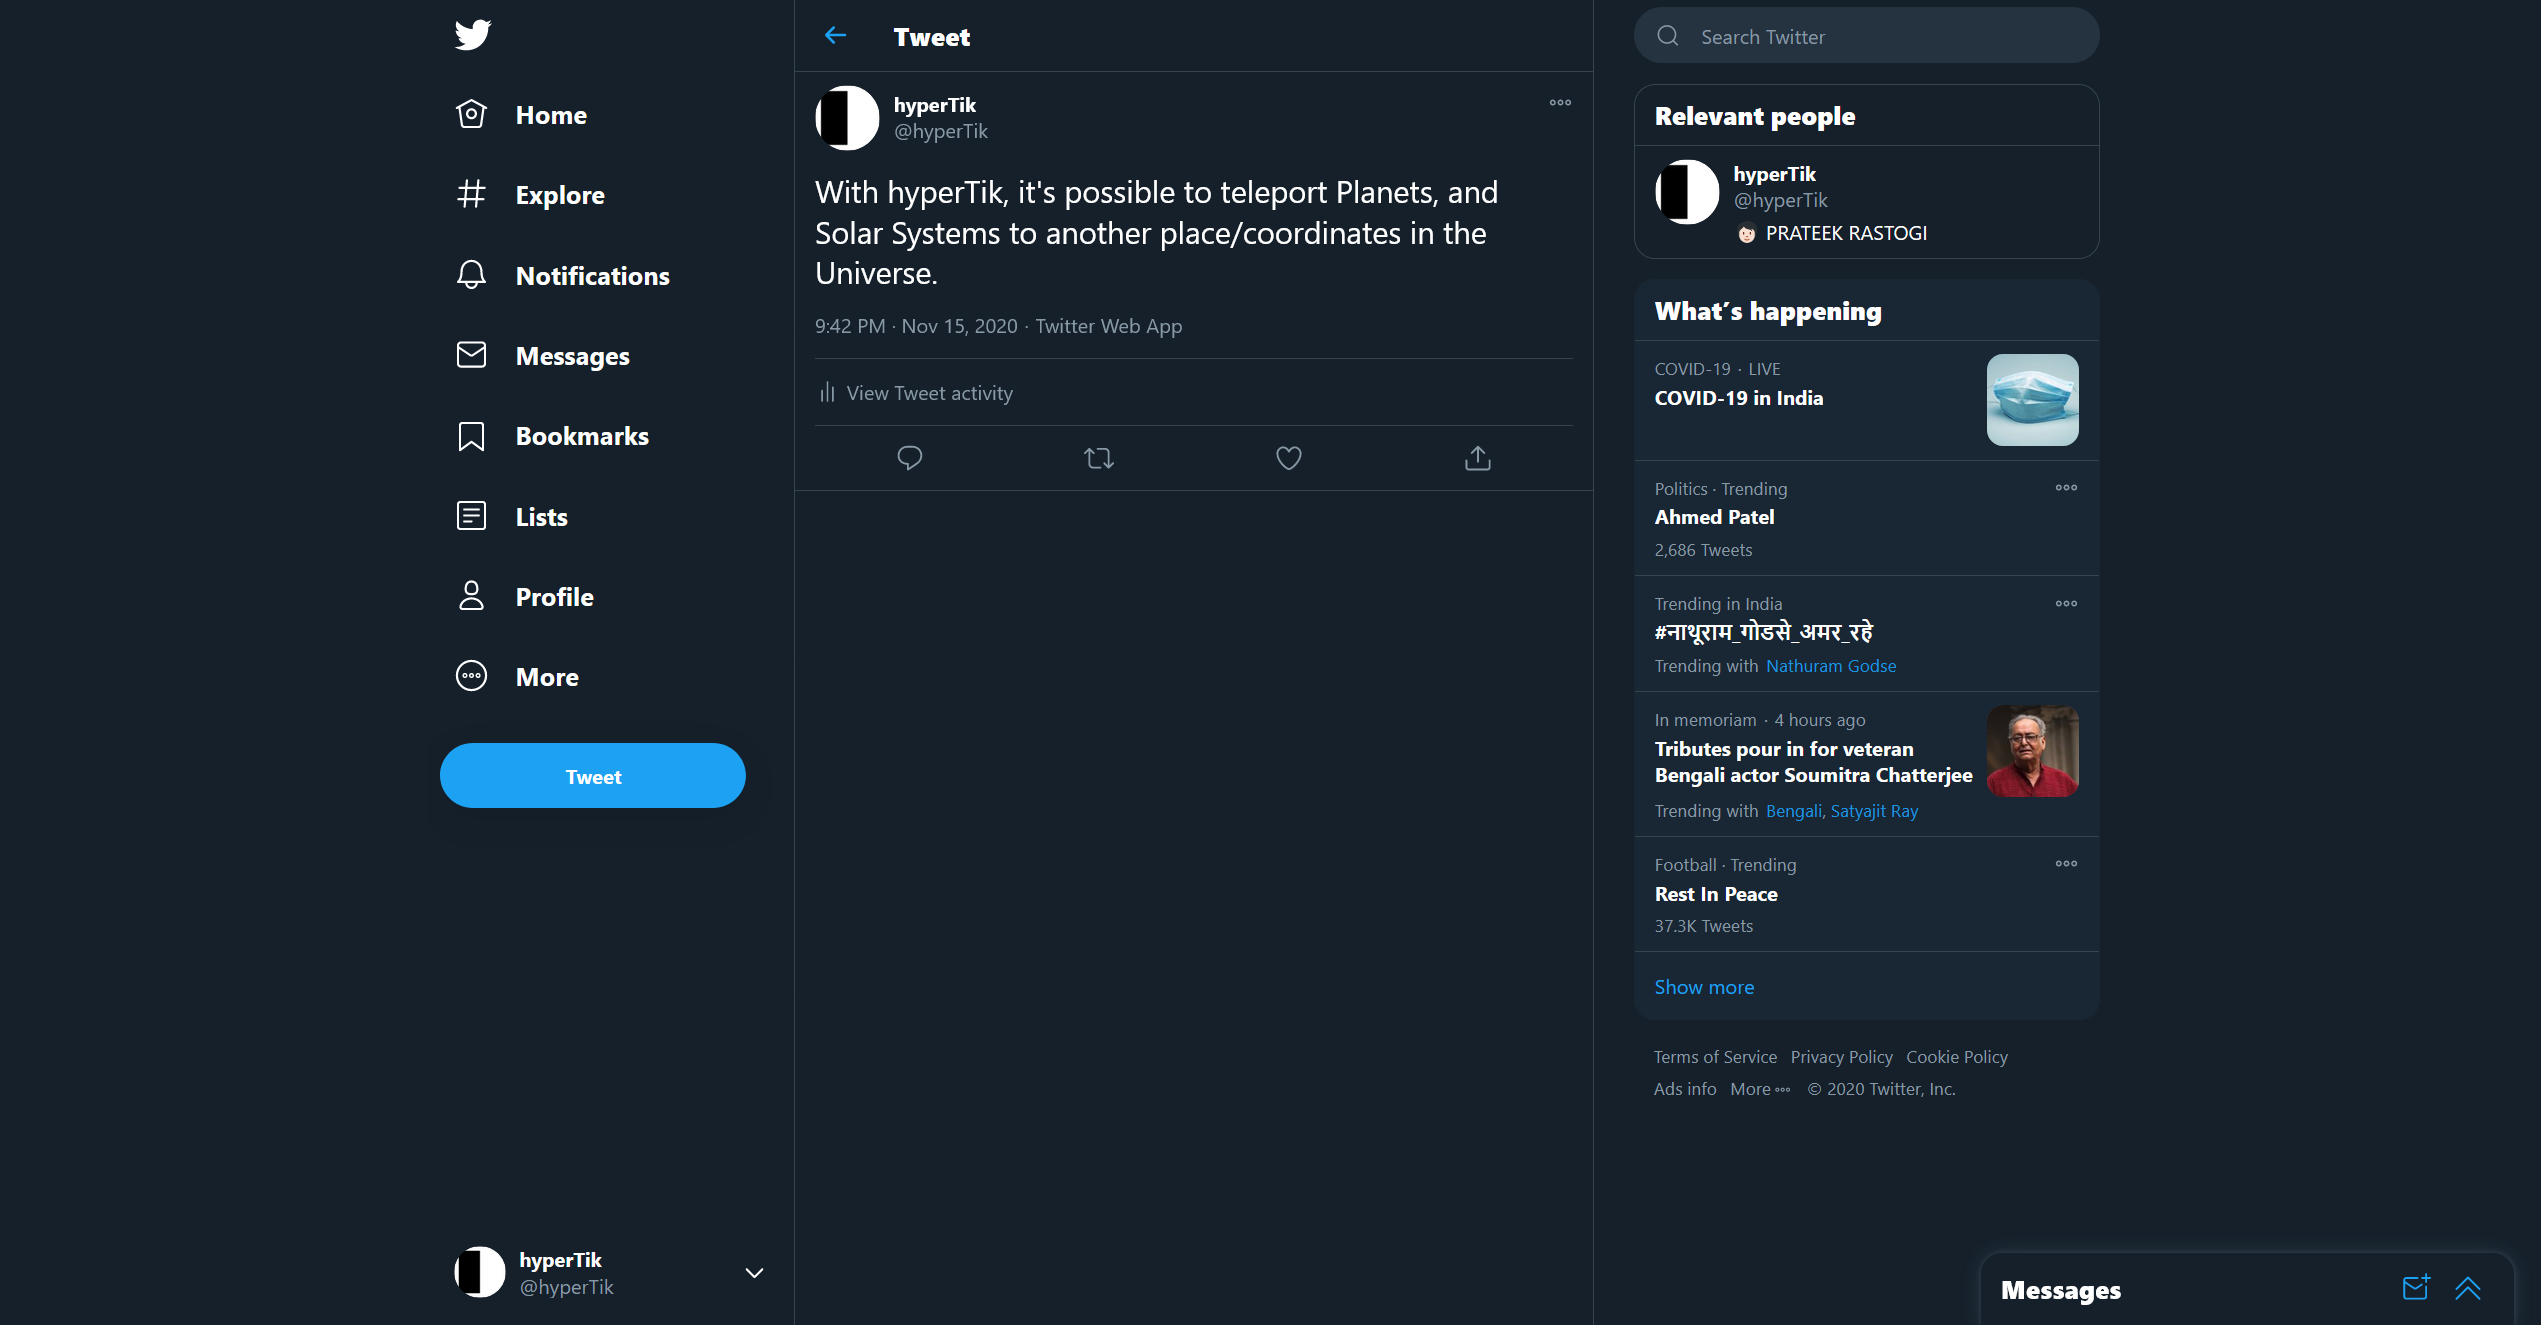 Home
Explore
Notifications
Messages
Bookmarks
Lists
Profile
More
Tweet
hyperTik
@hyperTik
Tweet
hyperTik
@hyperTik
With hyperTik, it's possible to teleport Planets, and
Solar Systems to another place/coordinates in the
Universe.
9:42 PM · Nov 15, 2020 · Twitter Web App
View Tweet activity
Search Twitter
Relevant people
hyperTik
@hyperTik
PRATEEK RASTOGI
What's happening
COVID-19 · LIVE
COVID-19 in India
Politics · Trending
Ahmed Patel
2,686 Tweets
Trending in India
#नाथूराम_गोडसे_अमर_रहे
Trending with Nathuram Godse
In memoriam · 4 hours ago
Tributes pour in for veteran
Bengali actor Soumitra Chatterjee
Trending with Bengali, Satyajit Ray
Football · Trending
Rest In Peace
37.3K Tweets
Show more
Terms of Service Privacy Policy Cookie Policy
Ads info More © 2020 Twitter, Inc.
Messages